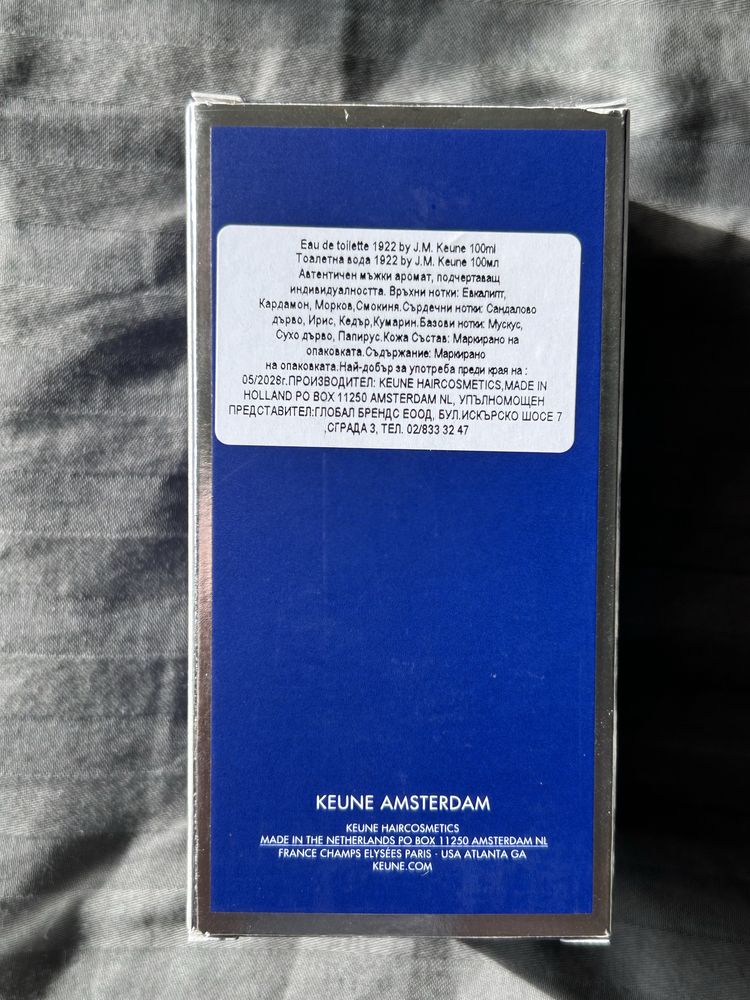 Eau de toilette 1922 by J.M. Keune 100ml
Тоалетна вода 1922 by J.M. Keune 100мл
Автентичен мъжки аромат, подчертаващ
индивидуалността. Връхни нотки: Евкалипт,
Кардамон, Морков,Смокиня.Сърдечни нотки: Сандалово
дърво, Ирис, Кедър,Кумарин.Базови нотки: Мускус,
Сухо дърво, Папирус.Кожа Състав: Маркирано на
опаковката.Съдържание: Маркирано
на опаковката.Най-добър за употреба преди края на :
05/2028г.ПРОИЗВОДИТЕЛ: KEUNE HAIRCOSMETICS,MADE IN
HOLLAND PO BOX 11250 AMSTERDAM NL, УПЪЛНОМОЩЕН
ПРЕДСТАВИТЕЛ:ГЛОБАЛ БРЕНДС ЕООД, БУЛ.ИСКЪРСКО ШОСЕ 7
,СГРАДА 3, ТЕЛ. 02/833 32 47
KEUNE AMSTERDAM
KEUNE HAIRCOSMETICS
MADE IN THE NETHERLANDS PO BOX 11250 AMSTERDAM NL
FRANCE CHAMPS ELYSÉES PARIS · USA ATLANTA GA
KEUNE.COM